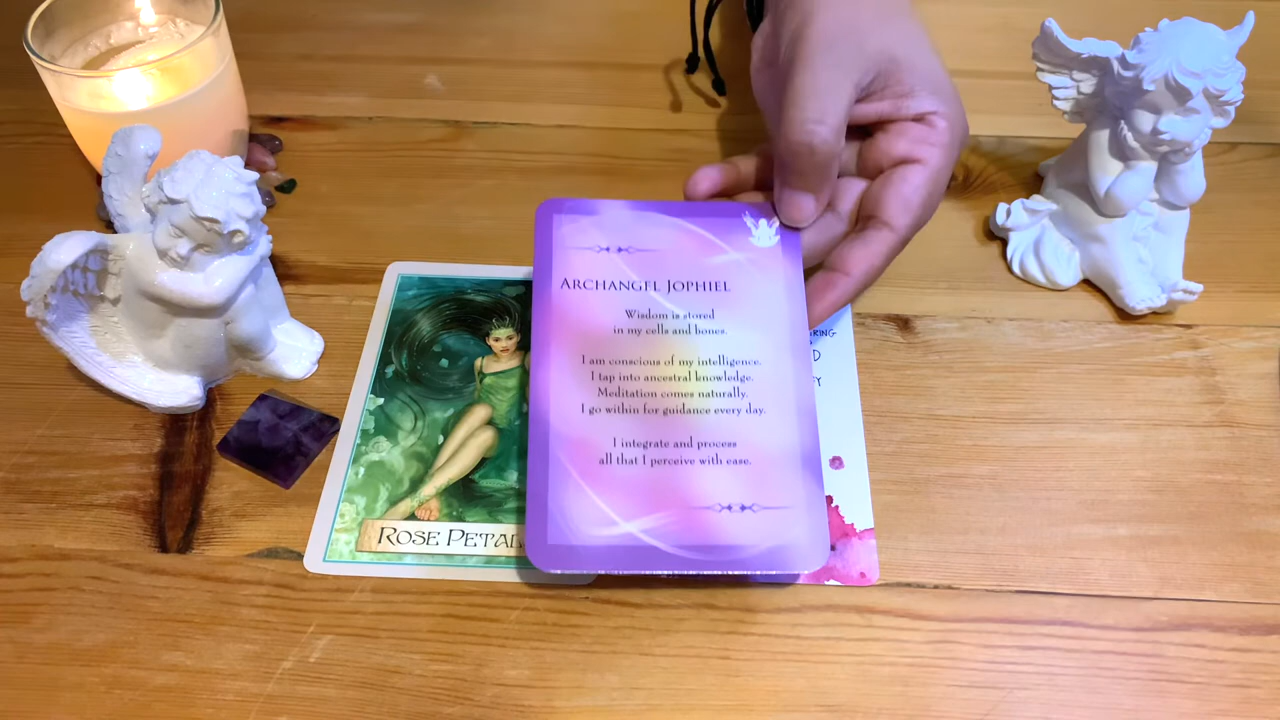 Archangel Jophiel
Wisdom is stored
in my cells and bones.
I am conscious of my intelligence.
I tap into ancestral knowledge.
Meditation comes naturally.
I go within for guidance every day.
I integrate and process
all that I perceive with ease.
Rose Petal